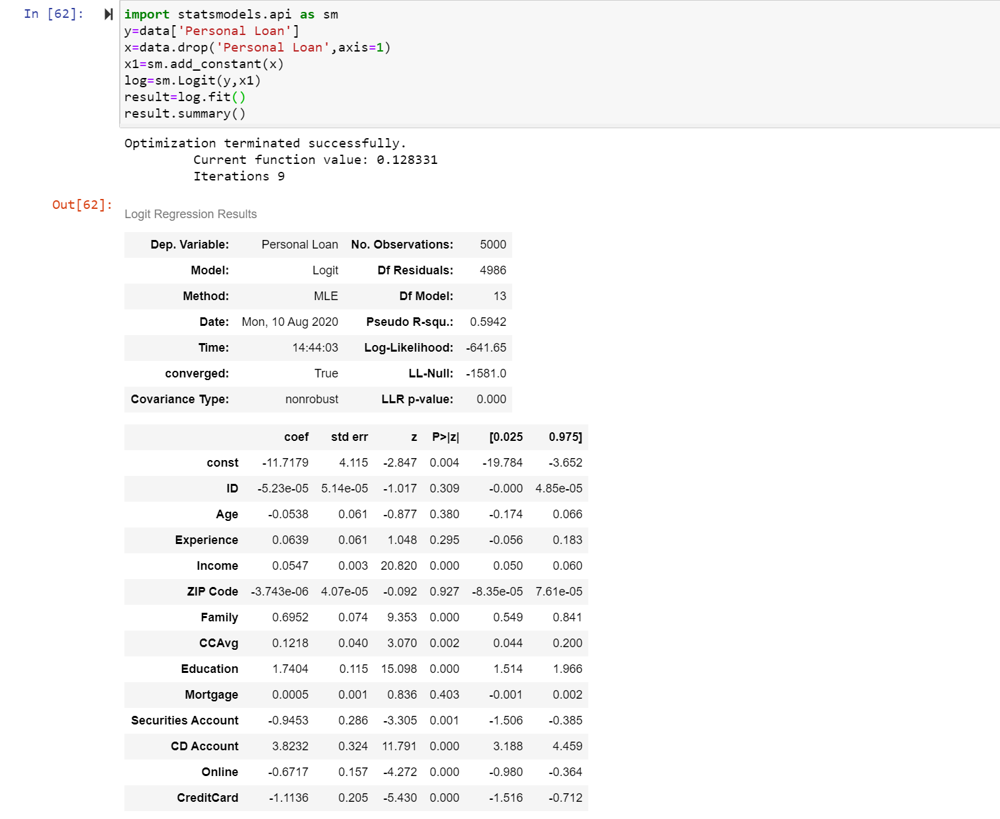 In [62]:
import statsmodels.api as sm
y=data['Personal Loan']
x=data.drop('Personal Loan',axis=1)
x1=sm.add_constant(x)
log=sm.Logit(y,x1)
result=log.fit()
result.summary()
Optimization terminated successfully.
Current function value: 0.128331
Iterations 9
Out[62]:
Logit Regression Results
Dep. Variable: Personal Loan No. Observations: 5000
Model: Logit Df Residuals: 4986
Method: MLE Df Model: 13
Date: Mon, 10 Aug 2020 Pseudo R-squ.: 0.5942
Time: 14:44:03 Log-Likelihood: -641.65
converged: True LL-Null: -1581.0
Covariance Type: nonrobust LLR p-value: 0.000
coef std err z P>|z| [0.025 0.975]
const -11.7179 4.115 -2.847 0.004 -19.784 -3.652
ID -5.23e-05 5.14e-05 -1.017 0.309 -0.000 4.85e-05
Age -0.0538 0.061 -0.877 0.380 -0.174 0.066
Experience 0.0639 0.061 1.048 0.295 -0.056 0.183
Income 0.0547 0.003 20.820 0.000 0.050 0.060
ZIP Code -3.743e-06 4.07e-05 -0.092 0.927 -8.35e-05 7.61e-05
Family 0.6952 0.074 9.353 0.000 0.549 0.841
CCAvg 0.1218 0.040 3.070 0.002 0.044 0.200
Education 1.7404 0.115 15.098 0.000 1.514 1.966
Mortgage 0.0005 0.001 0.836 0.403 -0.001 0.002
Securities Account -0.9453 0.286 -3.305 0.001 -1.506 -0.385
CD Account 3.8232 0.324 11.791 0.000 3.188 4.459
Online -0.6717 0.157 -4.272 0.000 -0.980 -0.364
CreditCard -1.1136 0.205 -5.430 0.000 -1.516 -0.712